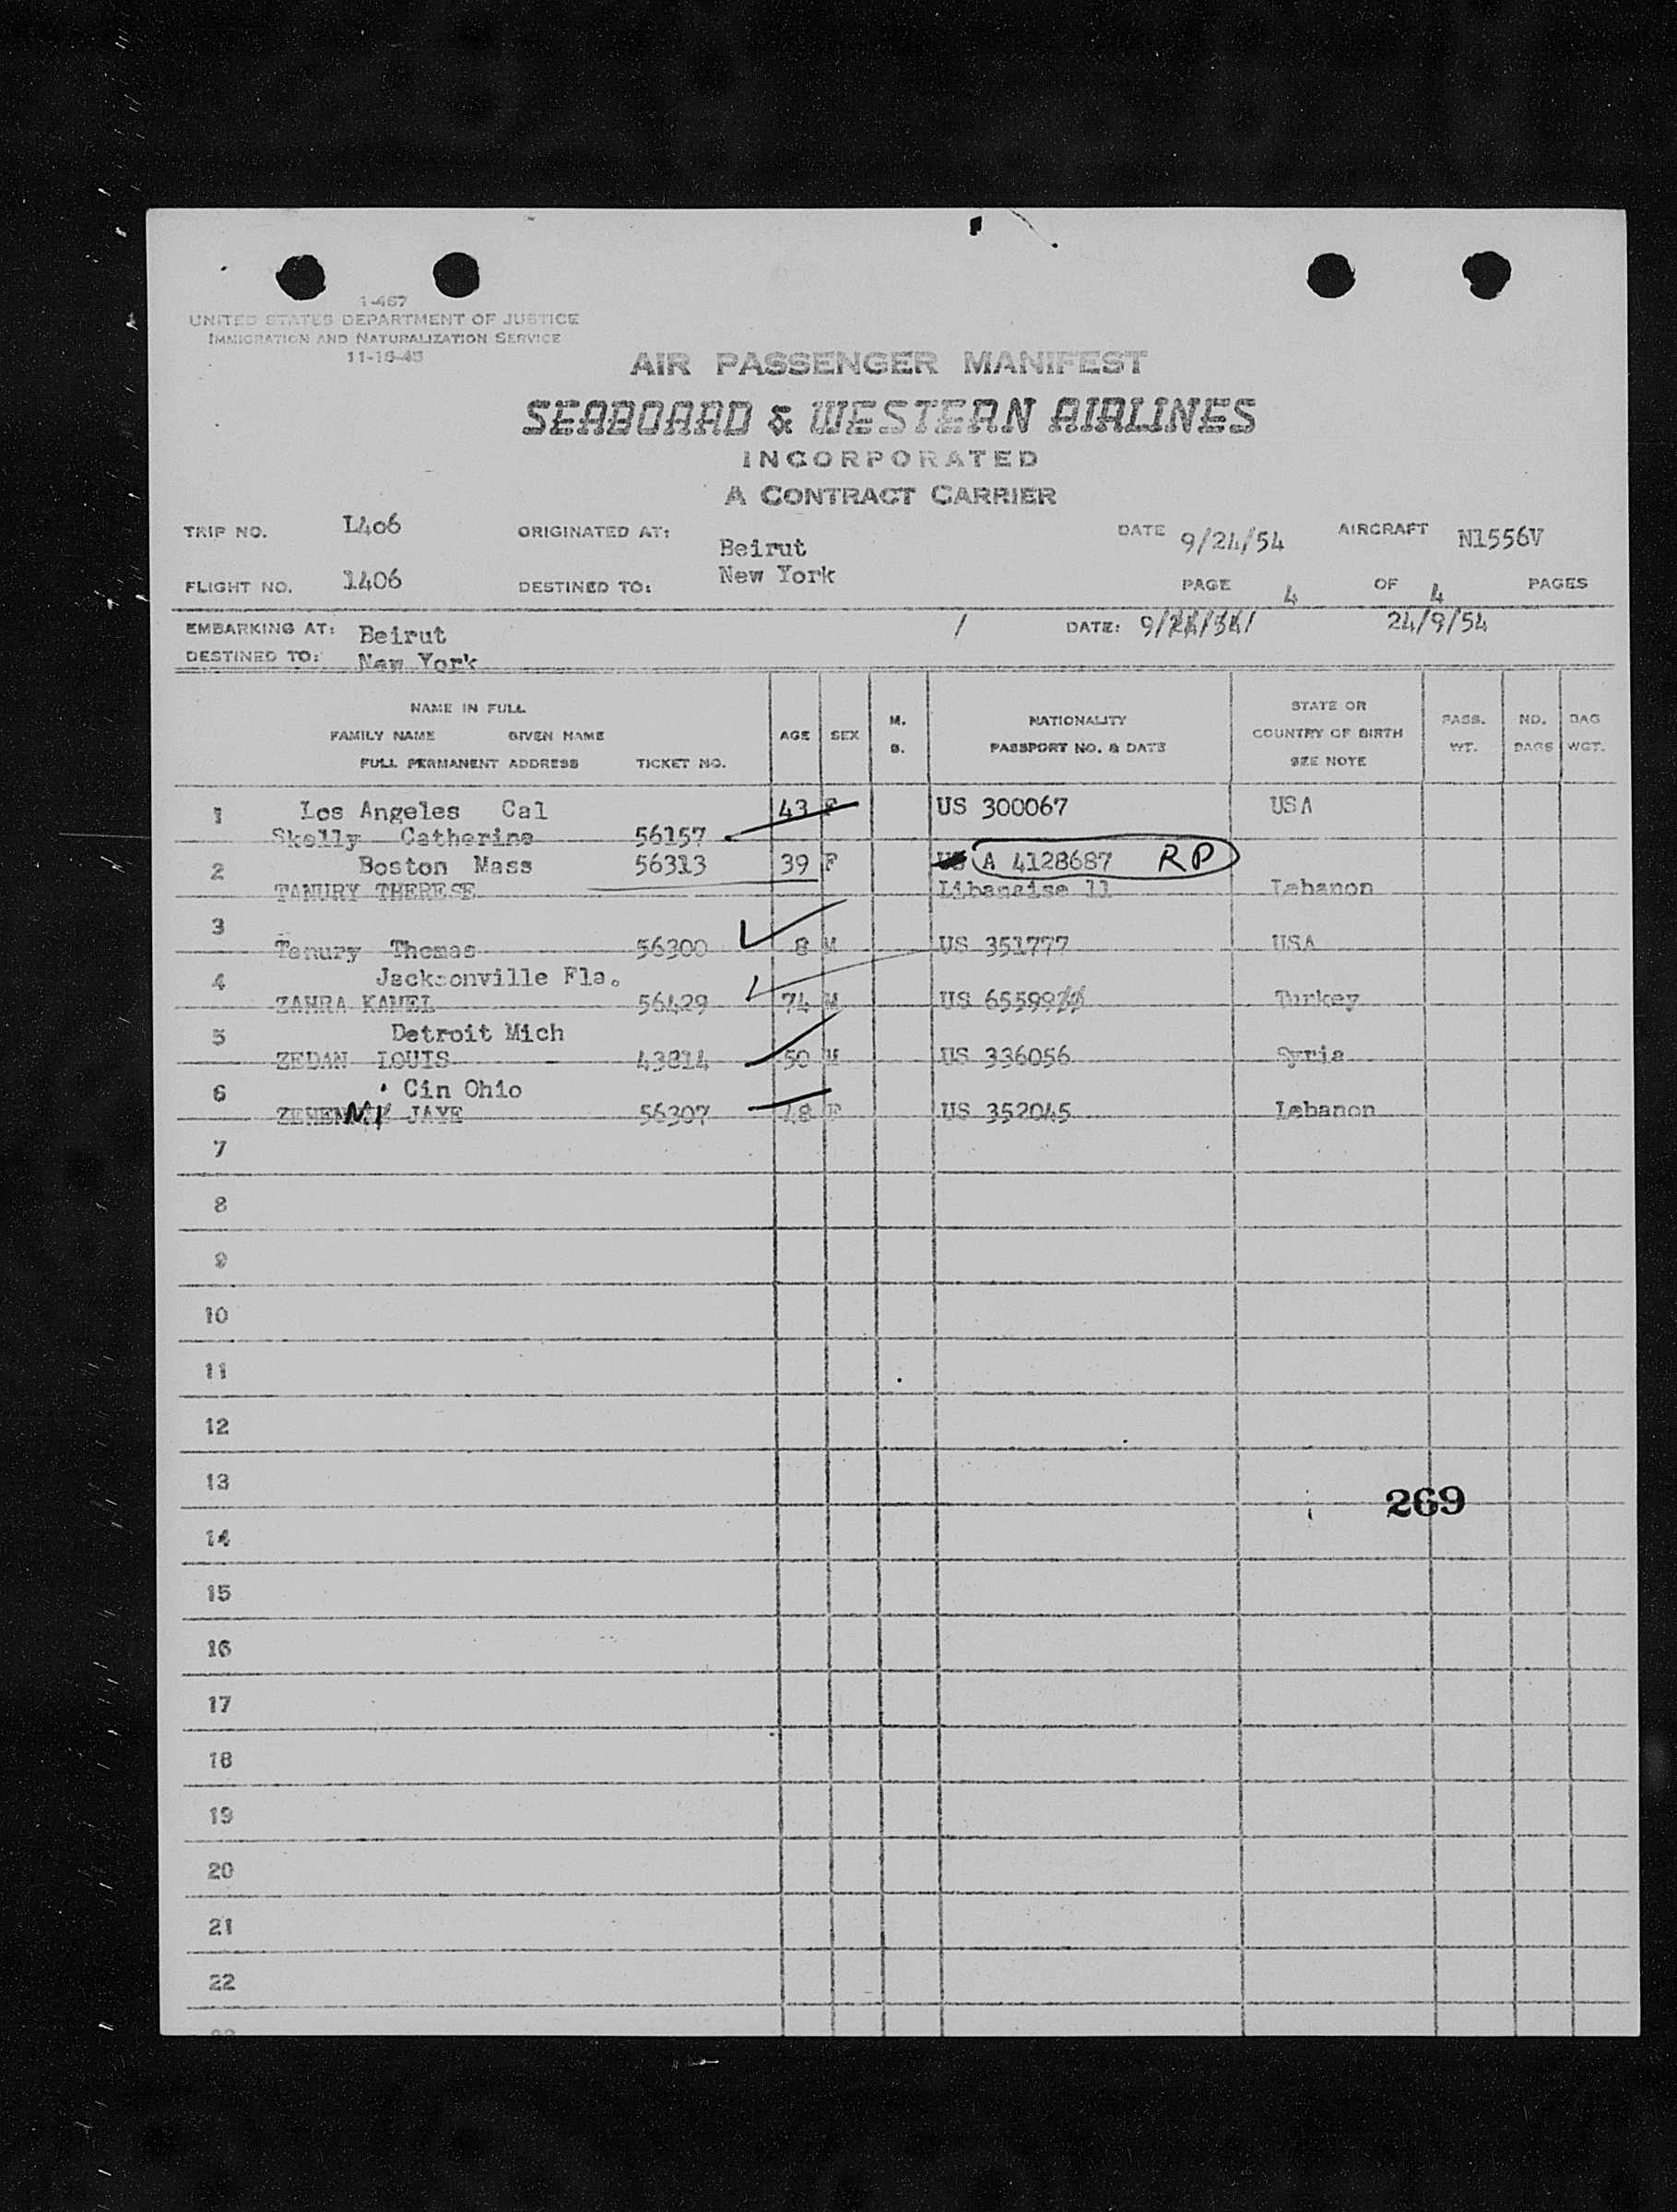 1-467
UNITED STATES DEPARTMENT OF JUSTICE
IMMIGRATION AND NATURALIZATION SERVICE
11-16-45
AIR PASSENGER MANIFEST
SEABOARD & WESTERN AIRLINES
INCORPORATED
A CONTRACT CARRIER
TRIP NO. L406 ORIGINATED AT: Beirut DATE 9/24/54 AIRCRAFT N1556V
FLIGHT NO. 1406 DESTINED TO: New York PAGE 4 OF 4 PAGES
EMBARKING AT: Beirut / DATE: 24/9/54
DESTINED TO: New York
NAME IN FULL
FAMILY NAME GIVEN NAME
FULL PERMANENT ADDRESS TICKET NO.
AGE SEX M. S. NATIONALITY PASSPORT NO. & DATE STATE OR COUNTRY OF BIRTH SEE NOTE PASS. WT. NO. BAGS BAG WGT.
1 Los Angeles Cal 43 F US 300067 USA
Skelly Catherine 56157
2 Boston Mass 56313 39 F US A 4128687 RP
TANURY THERESE Libanaise 11 Lebanon
3
Tanury Thomas 56300 8 M US 351777 USA
4 Jacksonville Fla.
ZAHRA KAMEL 56429 74 M US Turkey
5 Detroit Mich
ZEDAN LOUIS 43814 50 M US 336056 Syria
6 Cin Ohio
JAYE 56307 48 F US 352045 Lebanon
7
8
9
10
11
12
13
269
14
15
16
17
18
19
20
21
22